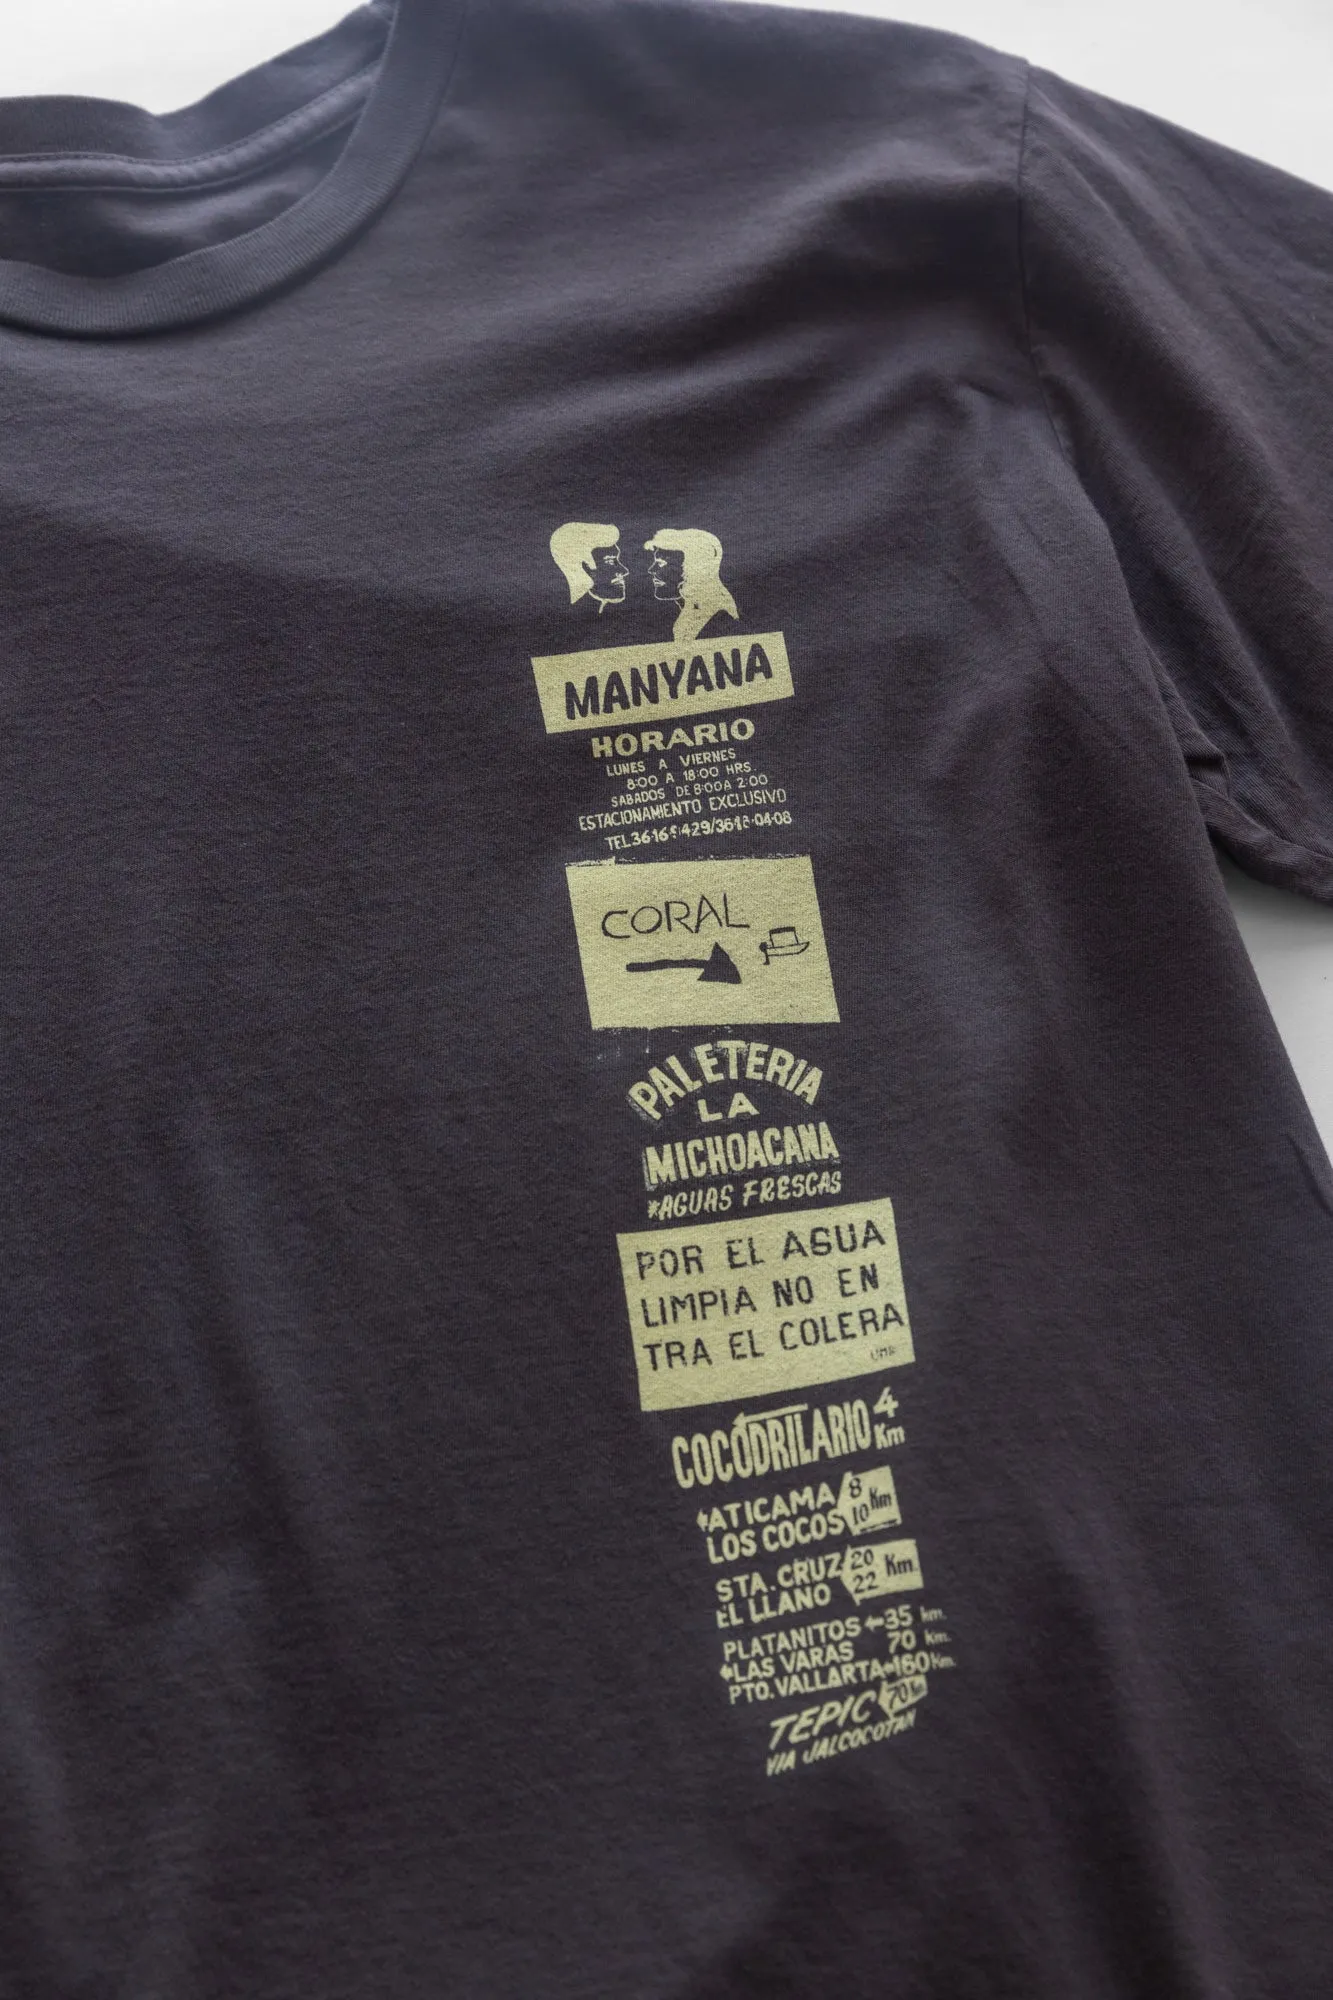 MANYANA
HORARIO
LUNES A VIERNES
8:00 A 18:00 HRS.
SABADOS DE 8:00 A 2:00
ESTACIONAMIENTO EXCLUSIVO
CORAL
PALETERIA
LA
MICHOACANA
*AGUAS FRESCAS
POR EL AGUA
LIMPIA NO EN
TRA EL COLERA
COCODRILARIO 4 Km
ATICAMA 8 Km
LOS COCOS 10
STA. CRUZ 20 Km.
EL LLANO 22
PLATANITOS 35 km.
LAS VARAS 70 Km.
PTO. VALLARTA 160 Km.
TEPIC 70 Km
VIA JALCOCOTAN